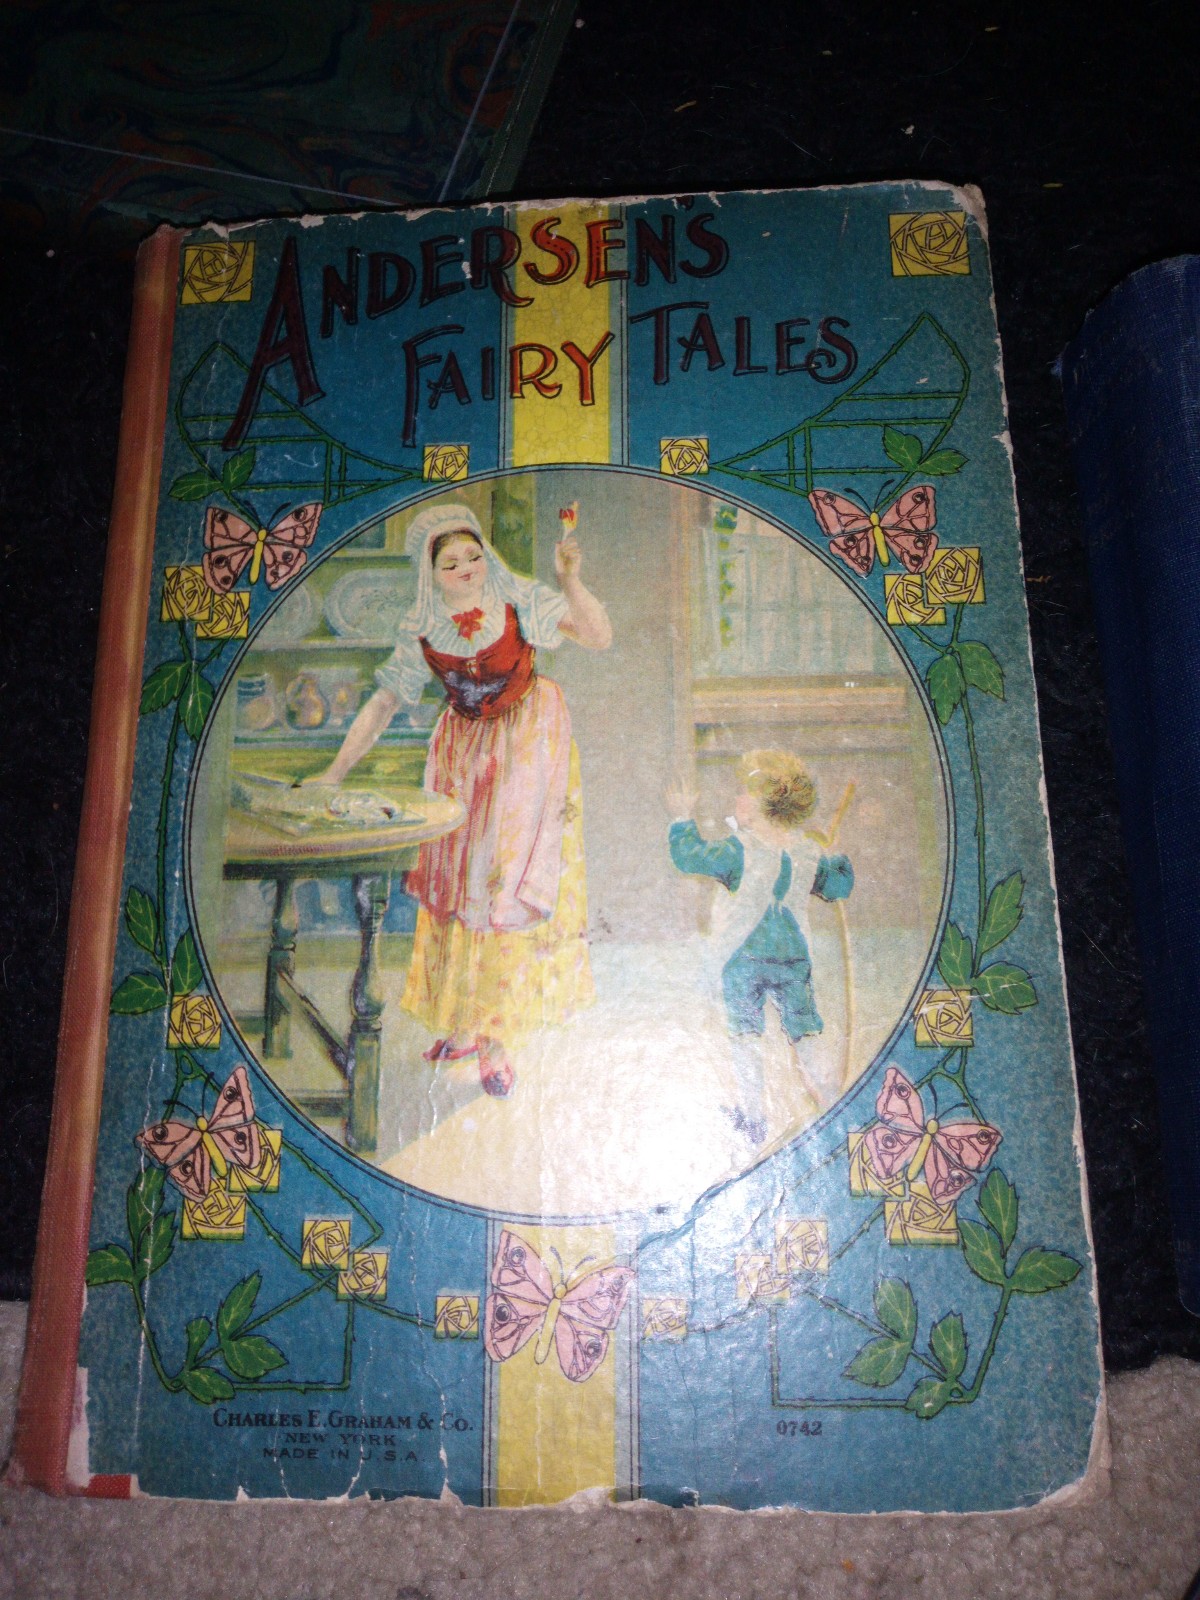 ANDERSEN'S
FAIRY TALES
CHARLES E. GRAHAM & CO.
NEW YORK
MADE IN U.S.A.
0742